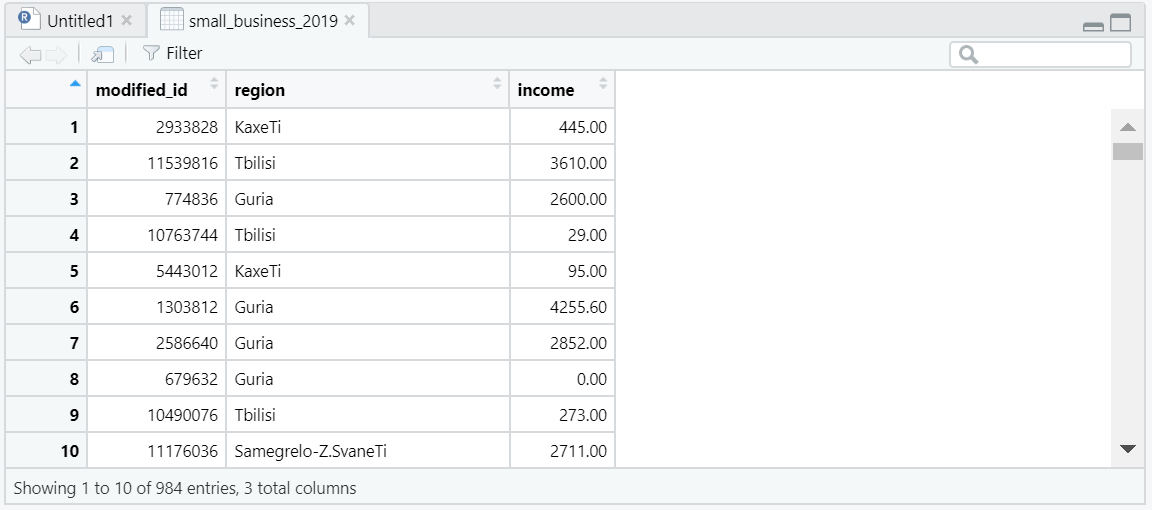 Untitled1 small_business_2019
Filter
modified_id region income
1 2933828 KaxeTi 445.00
2 11539816 Tbilisi 3610.00
3 774836 Guria 2600.00
4 10763744 Tbilisi 29.00
5 5443012 KaxeTi 95.00
6 1303812 Guria 4255.60
7 2586640 Guria 2852.00
8 679632 Guria 0.00
9 10490076 Tbilisi 273.00
10 11176036 Samegrelo-Z.SvaneTi 2711.00
Showing 1 to 10 of 984 entries, 3 total columns